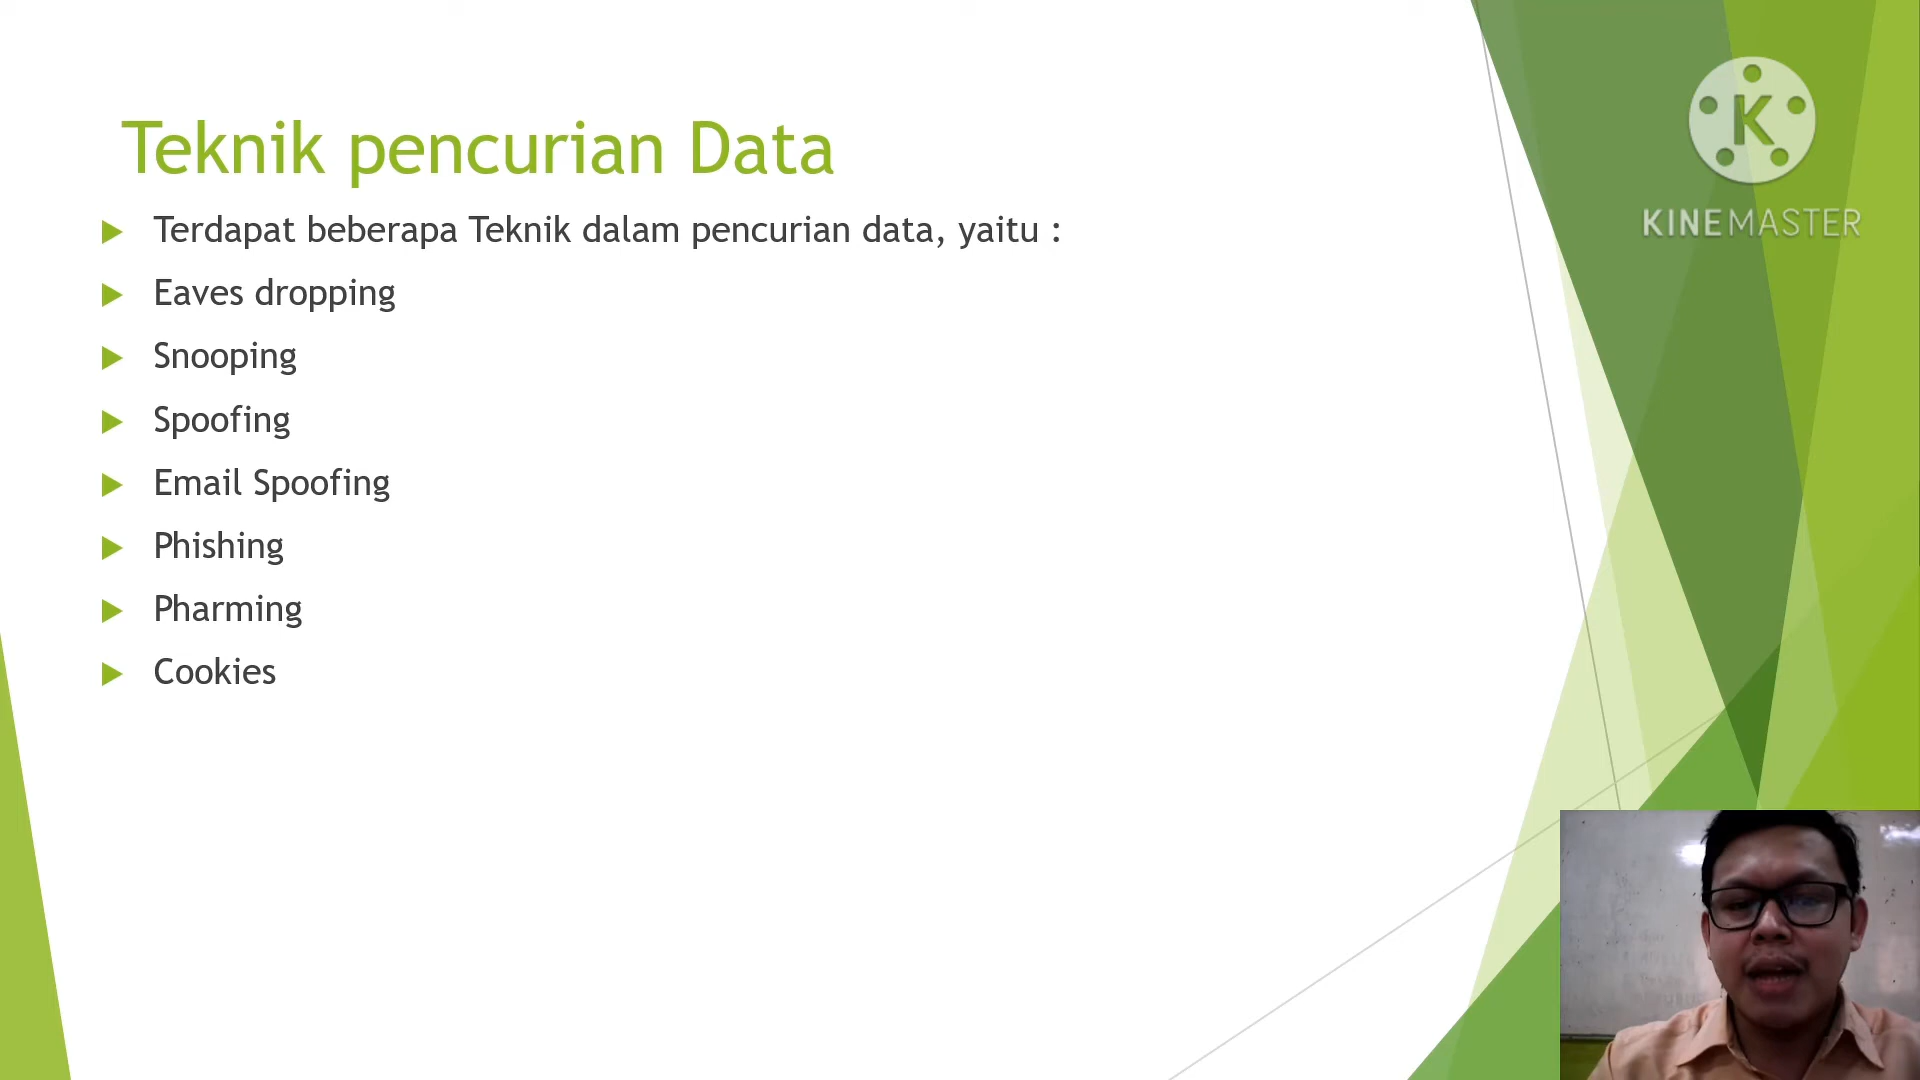 Teknik pencurian Data
Terdapat beberapa Teknik dalam pencurian data, yaitu :
Eaves dropping
Snooping
Spoofing
Email Spoofing
Phishing
Pharming
Cookies
K
KINEMASTER